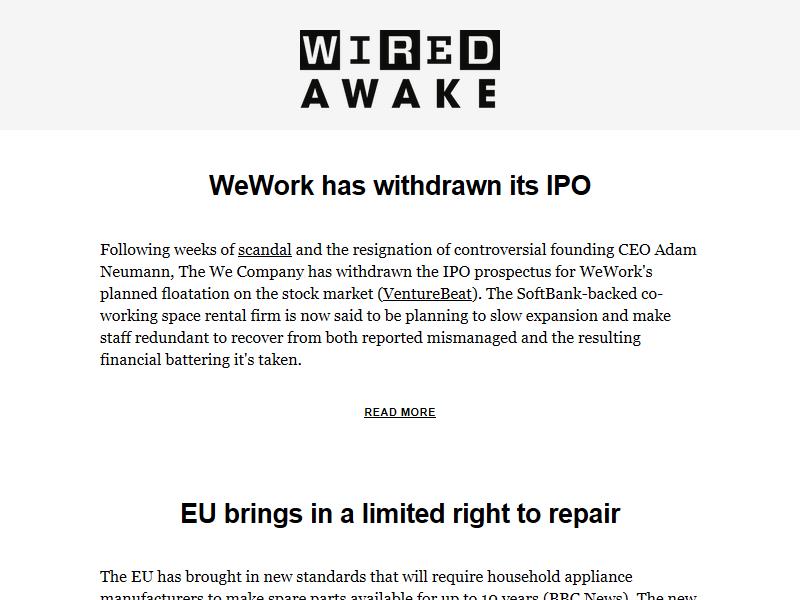 WIRED
AWAKE
WeWork has withdrawn its IPO
Following weeks of scandal and the resignation of controversial founding CEO Adam
Neumann, The We Company has withdrawn the IPO prospectus for WeWork's
planned floatation on the stock market (VentureBeat). The SoftBank-backed co-
working space rental firm is now said to be planning to slow expansion and make
staff redundant to recover from both reported mismanaged and the resulting
financial battering it's taken.
READ MORE
EU brings in a limited right to repair
The EU has brought in new standards that will require household appliance
manufacturers to make spare parts available for up to 10 years (BBC News). The new